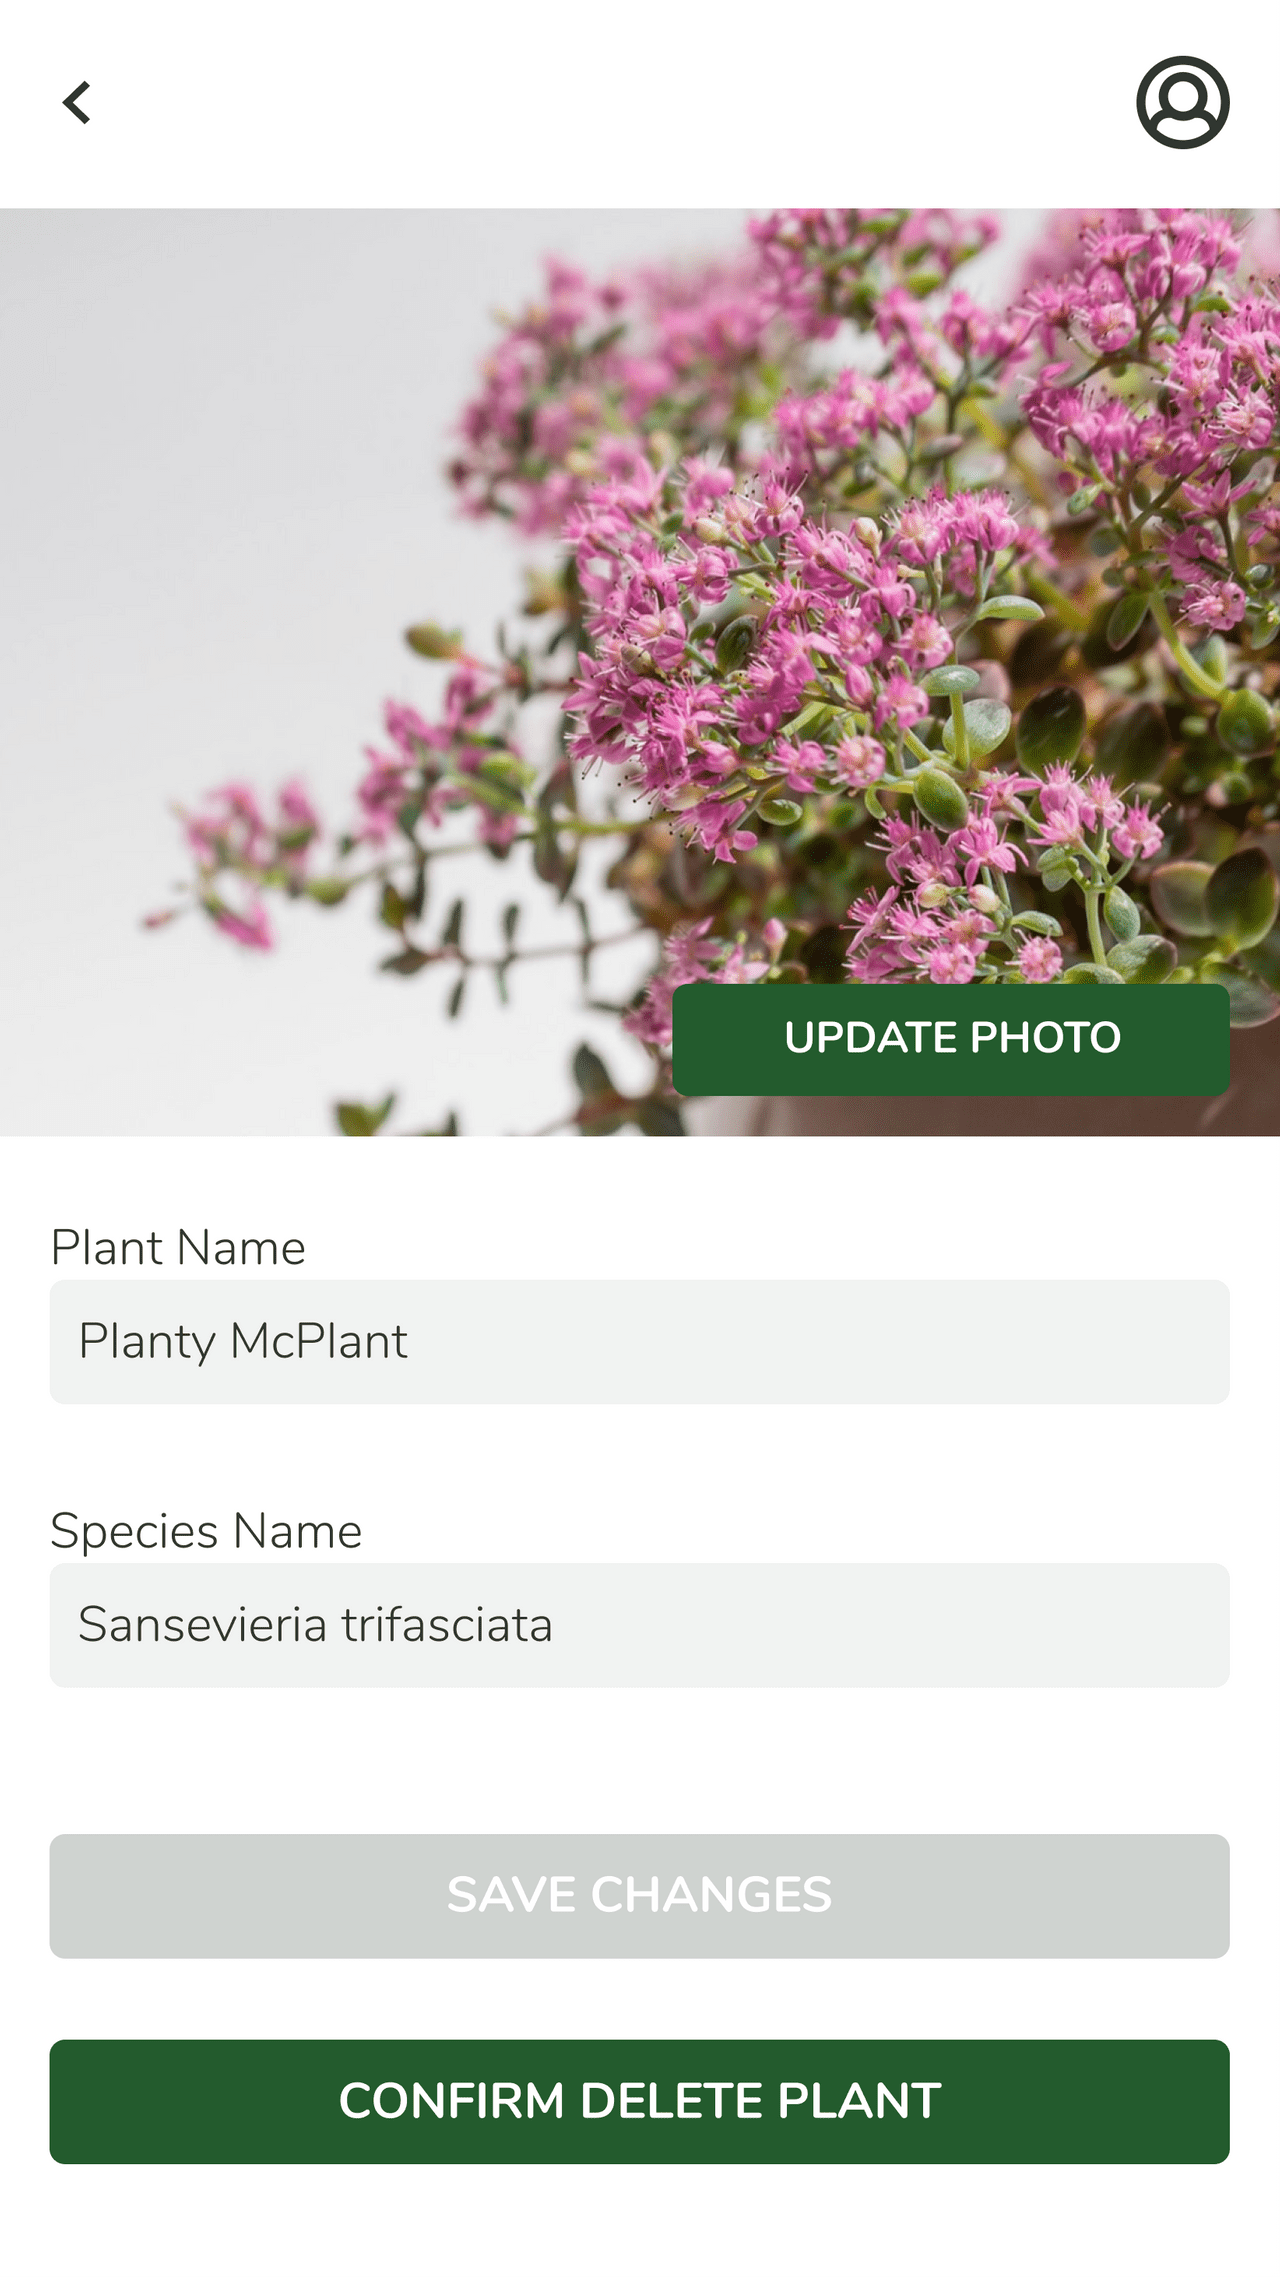 UPDATE PHOTO
Plant Name
Planty McPlant
Species Name
Sansevieria trifasciata
SAVE CHANGES
CONFIRM DELETE PLANT